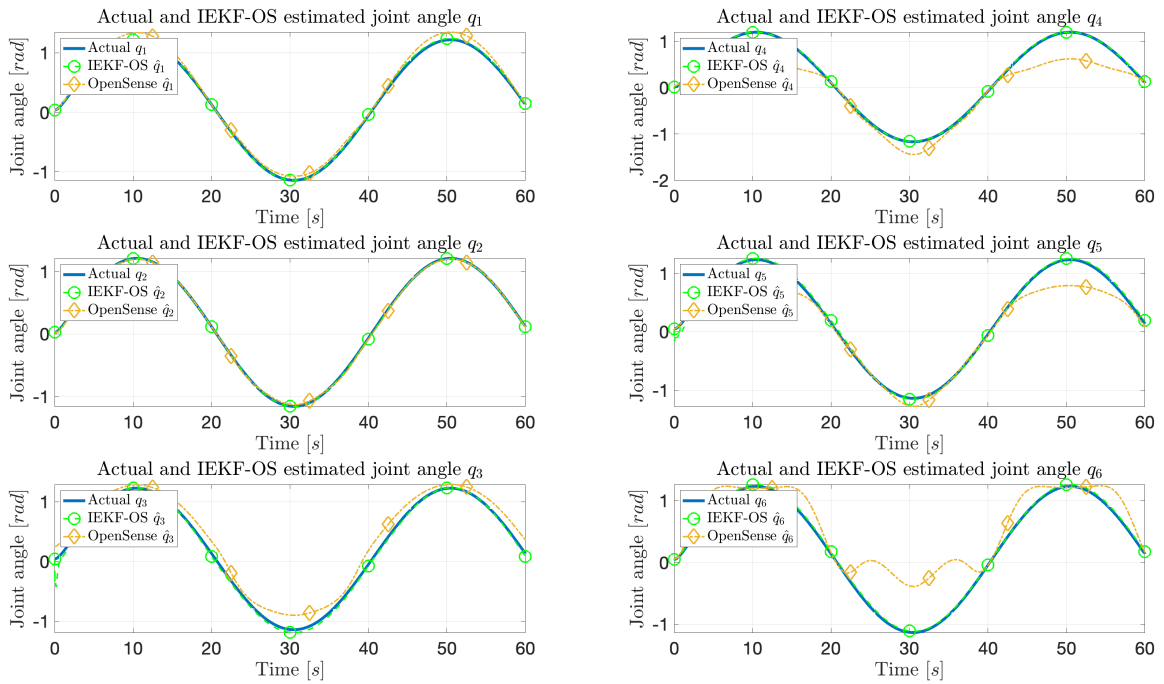 Actual and IEKF-OS estimated joint angle q₁
Joint angle [rad]
1
0
-1
Actual q₁
IEKF-OS q̂₁
OpenSense q̂₁
0 10 20 30 40 50 60
Time [s]
Actual and IEKF-OS estimated joint angle q₄
Joint angle [rad]
1
0
-1
-2
Actual q₄
IEKF-OS q̂₄
OpenSense q̂₄
0 10 20 30 40 50 60
Time [s]
Actual and IEKF-OS estimated joint angle q₂
Joint angle [rad]
1
0
-1
Actual q₂
IEKF-OS q̂₂
OpenSense q̂₂
0 10 20 30 40 50 60
Time [s]
Actual and IEKF-OS estimated joint angle q₅
Joint angle [rad]
1
0
-1
Actual q₅
IEKF-OS q̂₅
OpenSense q̂₅
0 10 20 30 40 50 60
Time [s]
Actual and IEKF-OS estimated joint angle q₃
Joint angle [rad]
1
0
-1
Actual q₃
IEKF-OS q̂₃
OpenSense q̂₃
0 10 20 30 40 50 60
Time [s]
Actual and IEKF-OS estimated joint angle q₆
Joint angle [rad]
1
0
-1
Actual q₆
IEKF-OS q̂₆
OpenSense q̂₆
0 10 20 30 40 50 60
Time [s]